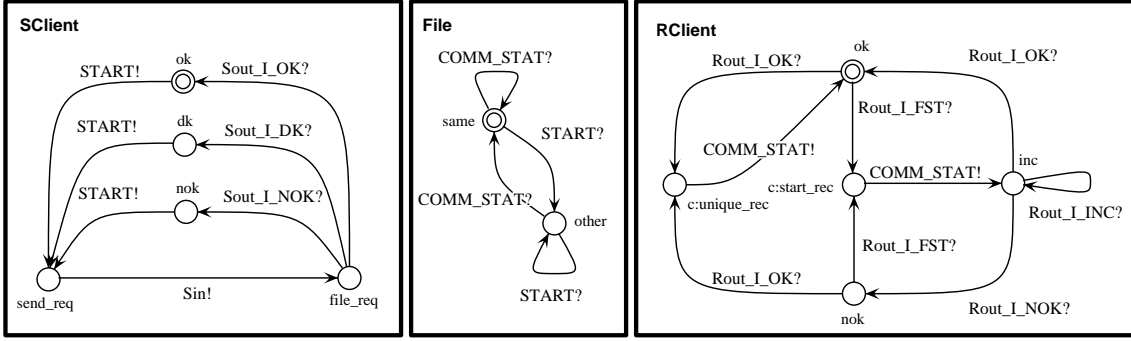 SClient
ok
START!
Sout_I_OK?
dk
START!
Sout_I_DK?
nok
START!
Sout_I_NOK?
send_req
Sin!
file_req
File
COMM_STAT?
same
START?
COMM_STAT?
other
START?
RClient
ok
Rout_I_OK?
Rout_I_OK?
Rout_I_FST?
COMM_STAT!
inc
c:unique_rec
c:start_rec
COMM_STAT!
Rout_I_INC?
Rout_I_FST?
Rout_I_OK?
nok
Rout_I_NOK?